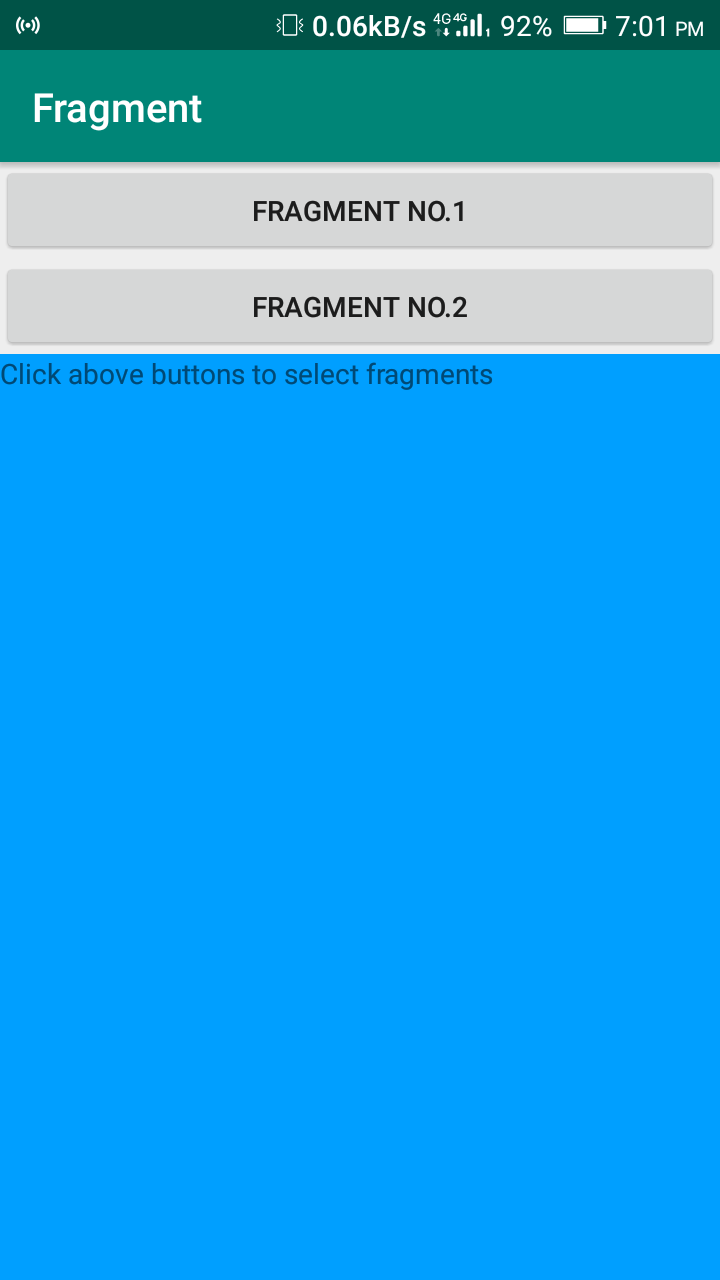 0.06kB/s 4G 4G 1 92% 7:01 PM
Fragment
FRAGMENT NO.1
FRAGMENT NO.2
Click above buttons to select fragments